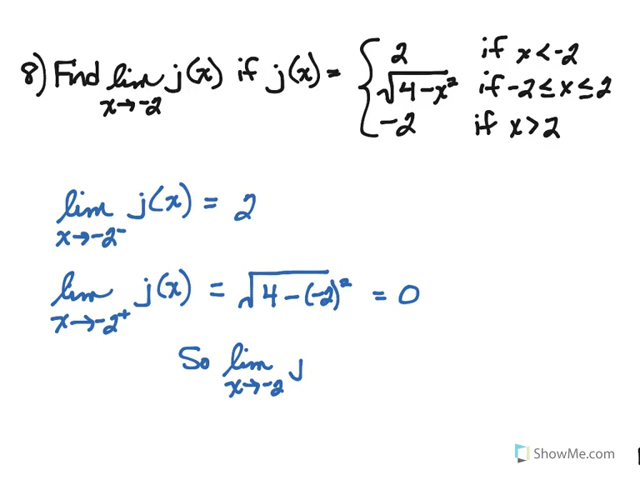 8) Find lim j(x) if j(x) = { 2 if x < -2
x→-2 √4-x² if -2 ≤ x ≤ 2
-2 if x > 2
lim j(x) = 2
x→-2⁻
lim j(x) = √4-(-2)² = 0
x→-2⁺
So lim j
x→-2
ShowMe.com